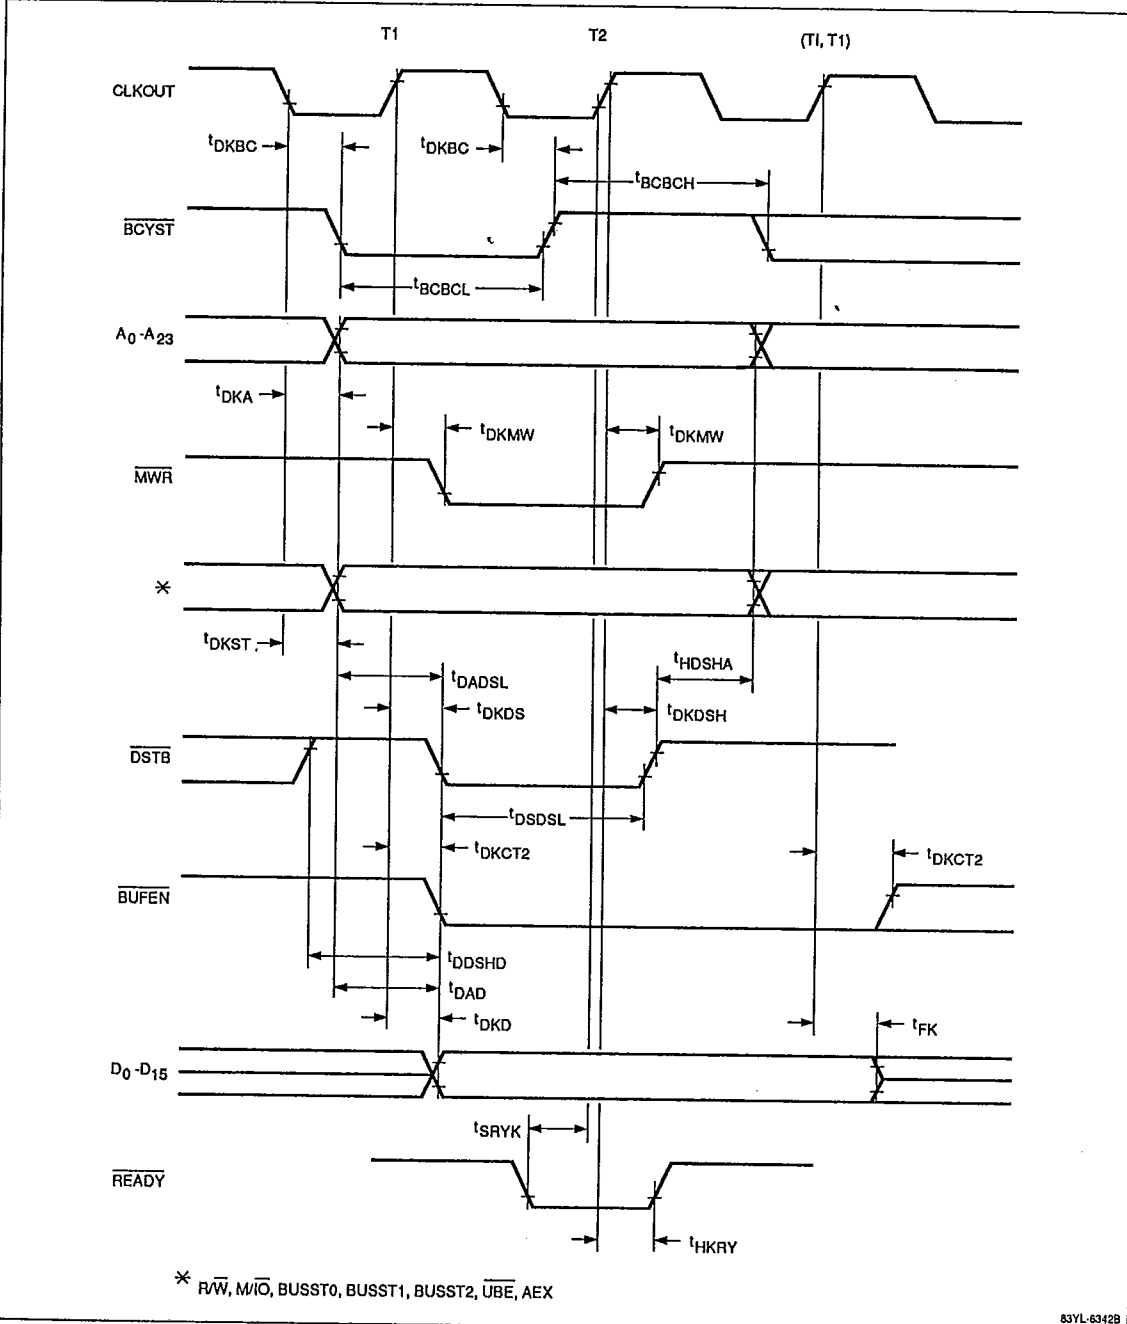 T1 T2 (TI, T1)
CLKOUT
tDKBC tDKBC
tBCBCH
BCYST
tBCBCL
A0-A23
tDKA
tDKMW tDKMW
MWR
*
tDKST
tHDSHA
tDADSL
tDKDS tDKDSH
DSTB
tDSDSL
tDKCT2 tDKCT2
BUFEN
tDDSHD
tDAD
tDKD tFK
D0-D15
tSRYK
READY
tHKRY
* R/W, M/IO, BUSST0, BUSST1, BUSST2, UBE, AEX
83YL-6342B